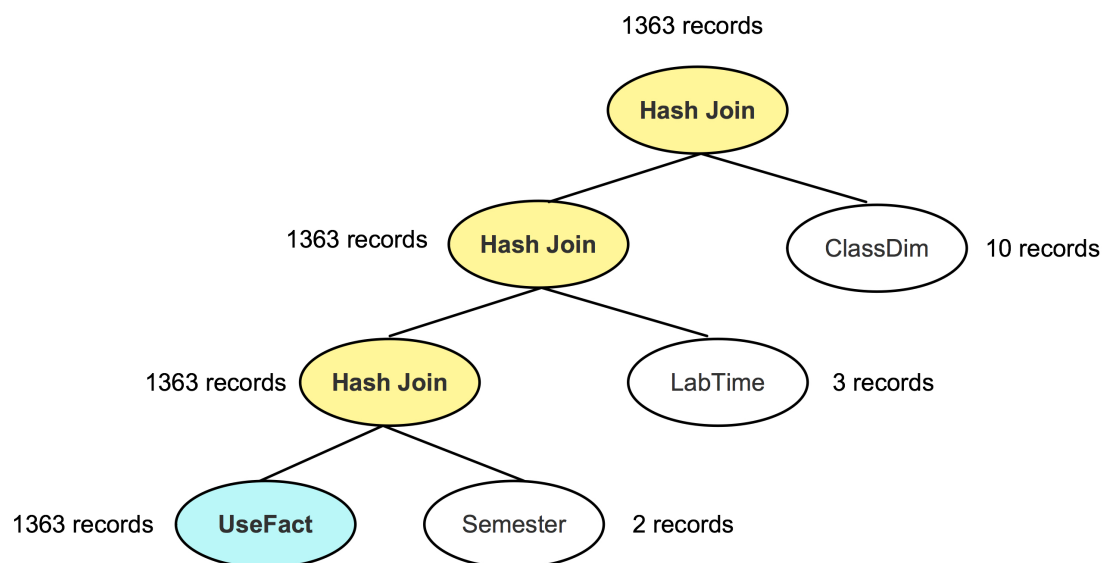 1363 records
Hash Join
1363 records
Hash Join
ClassDim
10 records
1363 records
Hash Join
LabTime
3 records
1363 records
UseFact
Semester
2 records